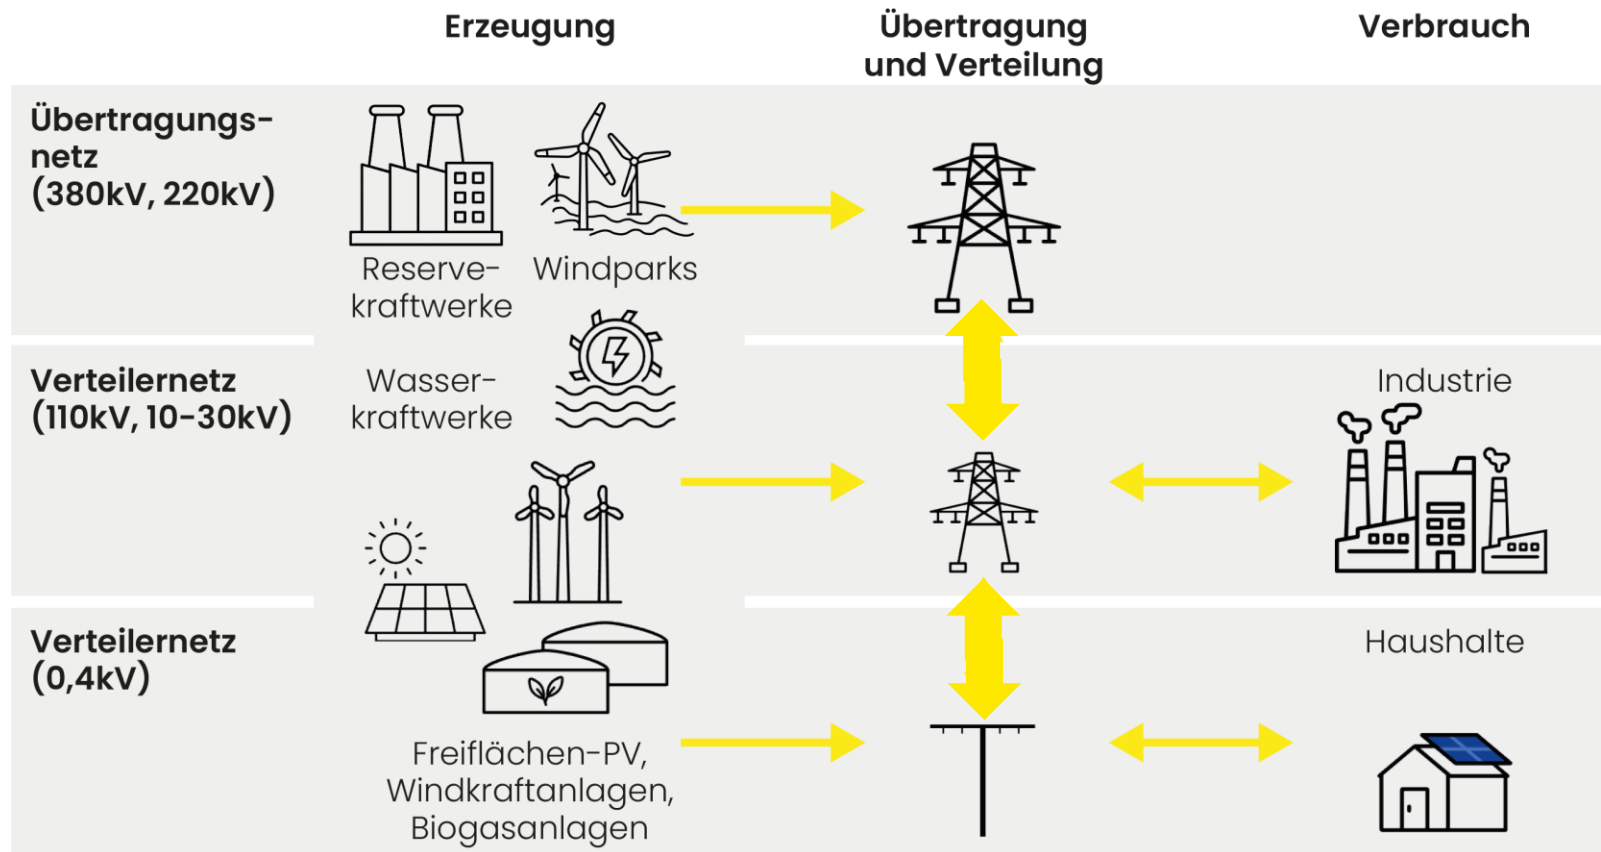 Erzeugung
Übertragung
und Verteilung
Verbrauch
Übertragungs-
netz
(380kV, 220kV)
Reserve-
kraftwerke
Windparks
Verteilernetz
(110kV, 10-30kV)
Wasser-
kraftwerke
Industrie
Verteilernetz
(0,4kV)
Freiflächen-PV,
Windkraftanlagen,
Biogasanlagen
Haushalte